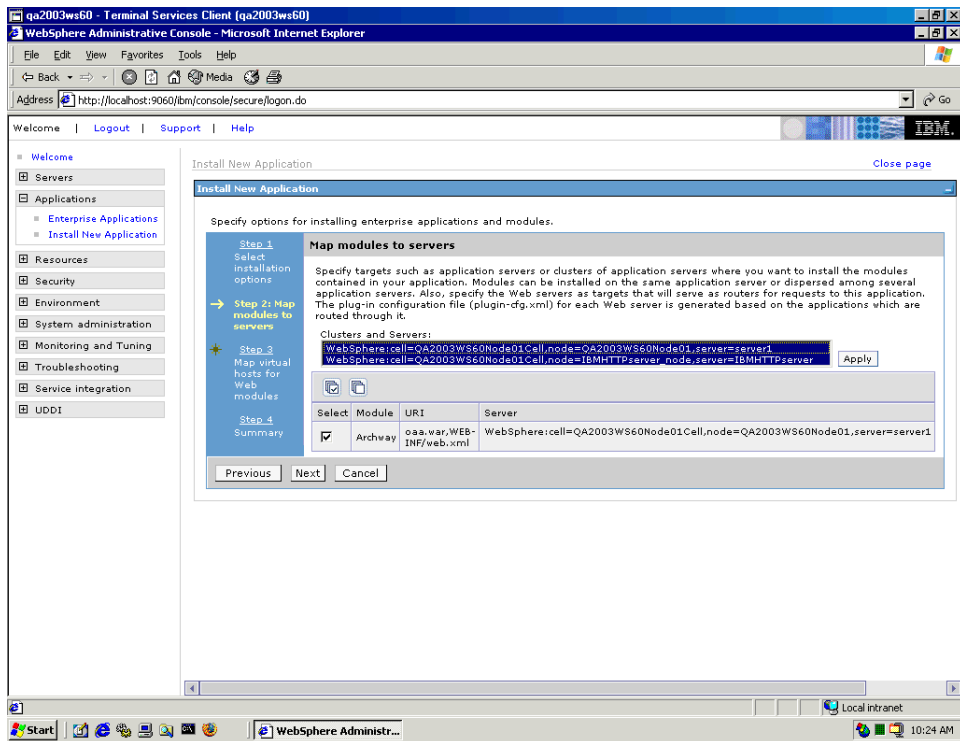 qa2003ws60 - Terminal Services Client (qa2003ws60)
WebSphere Administrative Console - Microsoft Internet Explorer
File Edit View Favorites Tools Help
Back Media
Address http://localhost:9060/ibm/console/secure/logon.do Go
Welcome | Logout | Support | Help IBM.
Welcome
Servers
Applications
Enterprise Applications
Install New Application
Resources
Security
Environment
System administration
Monitoring and Tuning
Troubleshooting
Service integration
UDDI
Install New Application Close page
Install New Application
Specify options for installing enterprise applications and modules.
Step 1
Select
installation
options
Step 2: Map
modules to
servers
Step 3
Map virtual
hosts for
Web
modules
Step 4
Summary
Map modules to servers
Specify targets such as application servers or clusters of application servers where you want to install the modules
contained in your application. Modules can be installed on the same application server or dispersed among several
application servers. Also, specify the Web servers as targets that will serve as routers for requests to this application.
The plug-in configuration file (plugin-cfg.xml) for each Web server is generated based on the applications which are
routed through it.
Clusters and Servers:
WebSphere:cell=QA2003WS60Node01Cell,node=QA2003WS60Node01,server=server1
WebSphere:cell=QA2003WS60Node01Cell,node=IBMHTTPserver_node,server=IBMHTTPserver
Apply
Select Module URI Server
Archway oaa.war,WEB-
INF/web.xml
WebSphere:cell=QA2003WS60Node01Cell,node=QA2003WS60Node01,server=server1
Previous Next Cancel
Local intranet
Start WebSphere Administr... 10:24 AM